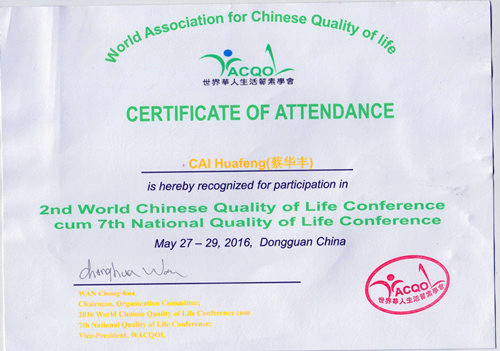 World Association for Chinese Quality of life
WACQOL
世界華人生活質素學會
CERTIFICATE OF ATTENDANCE
CAI Huafeng(蔡华丰)
is hereby recognized for participation in
2nd World Chinese Quality of Life Conference
cum 7th National Quality of Life Conference
May 27 – 29, 2016, Dongguan China
Chonghua Wan
WAN Chong-hua,
Chairman, Organization Committee;
2016 World Chinese Quality of Life Conference cum
7th National Quality of Life Conference;
Vice-President, WACQOL
WACQOL
世界華人生活質素學會